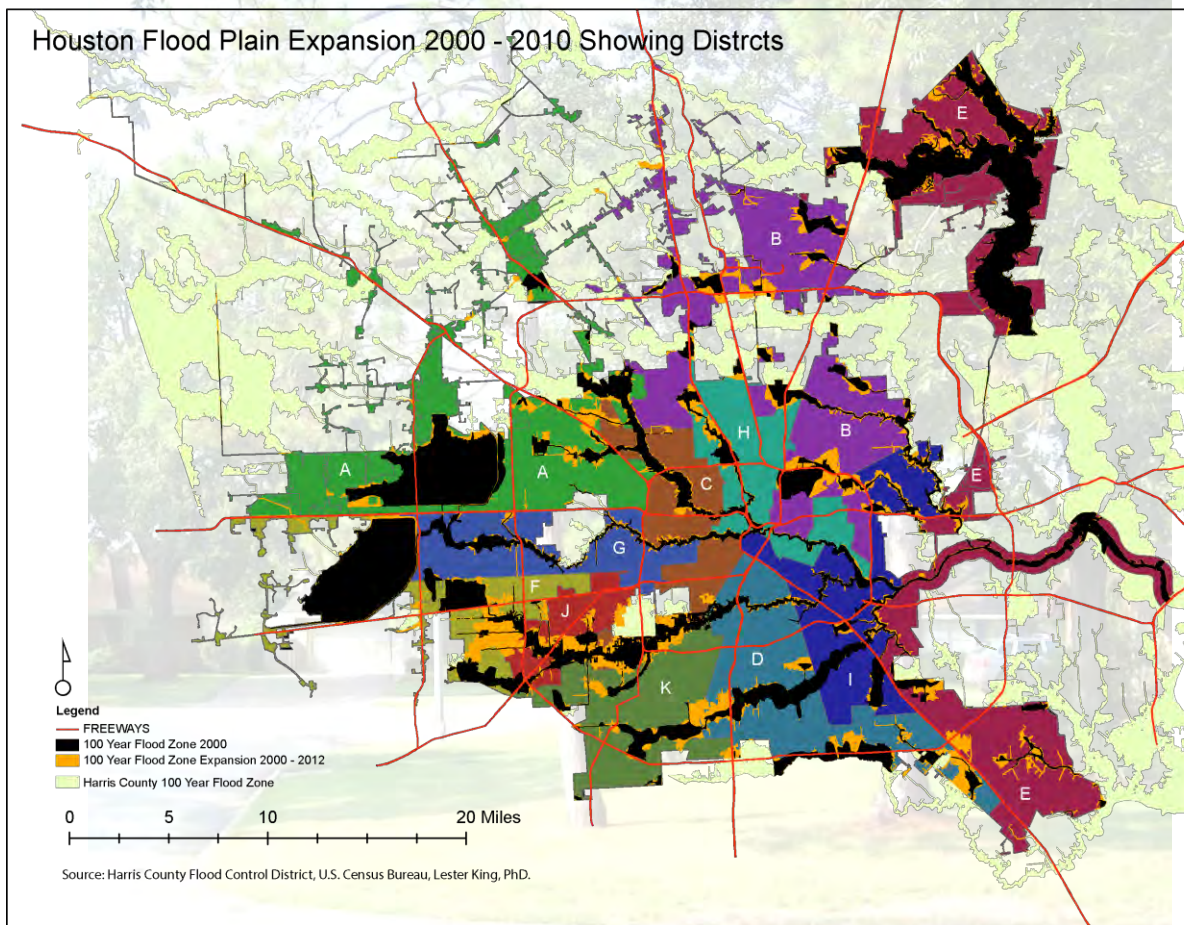 Houston Flood Plain Expansion 2000 - 2010 Showing Distrcts
E
B
A
A
H
B
C
E
G
F
J
D
K
I
E
Legend
FREEWAYS
100 Year Flood Zone 2000
100 Year Flood Zone Expansion 2000 - 2012
Harris County 100 Year Flood Zone
0 5 10 20 Miles
Source: Harris County Flood Control District, U.S. Census Bureau, Lester King, PhD.